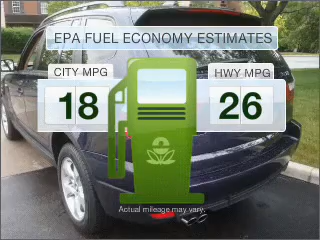 EPA FUEL ECONOMY ESTIMATES
CITY MPG
HWY MPG
18
26
Actual mileage may vary.